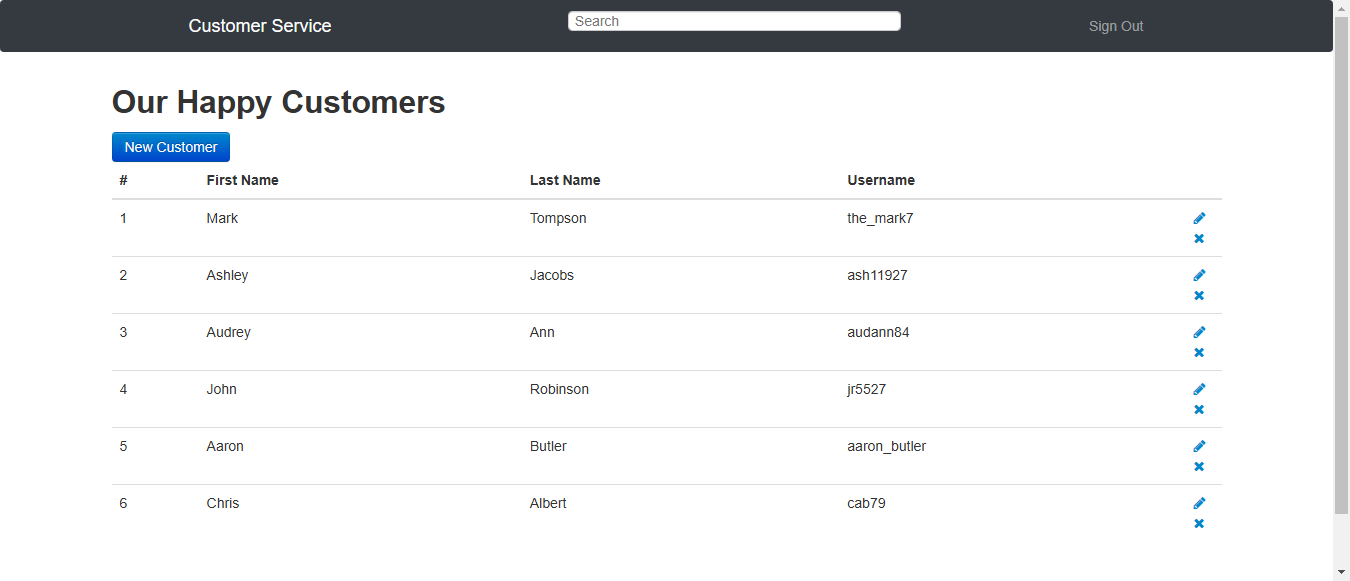 Customer Service Search Sign Out
Our Happy Customers
New Customer
# First Name Last Name Username
1 Mark Tompson the_mark7
2 Ashley Jacobs ash11927
3 Audrey Ann audann84
4 John Robinson jr5527
5 Aaron Butler aaron_butler
6 Chris Albert cab79